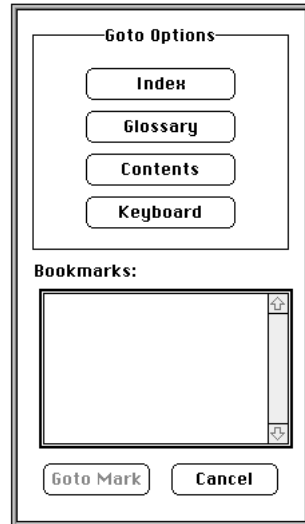 Goto Options
Index
Glossary
Contents
Keyboard
Bookmarks:
Goto Mark Cancel